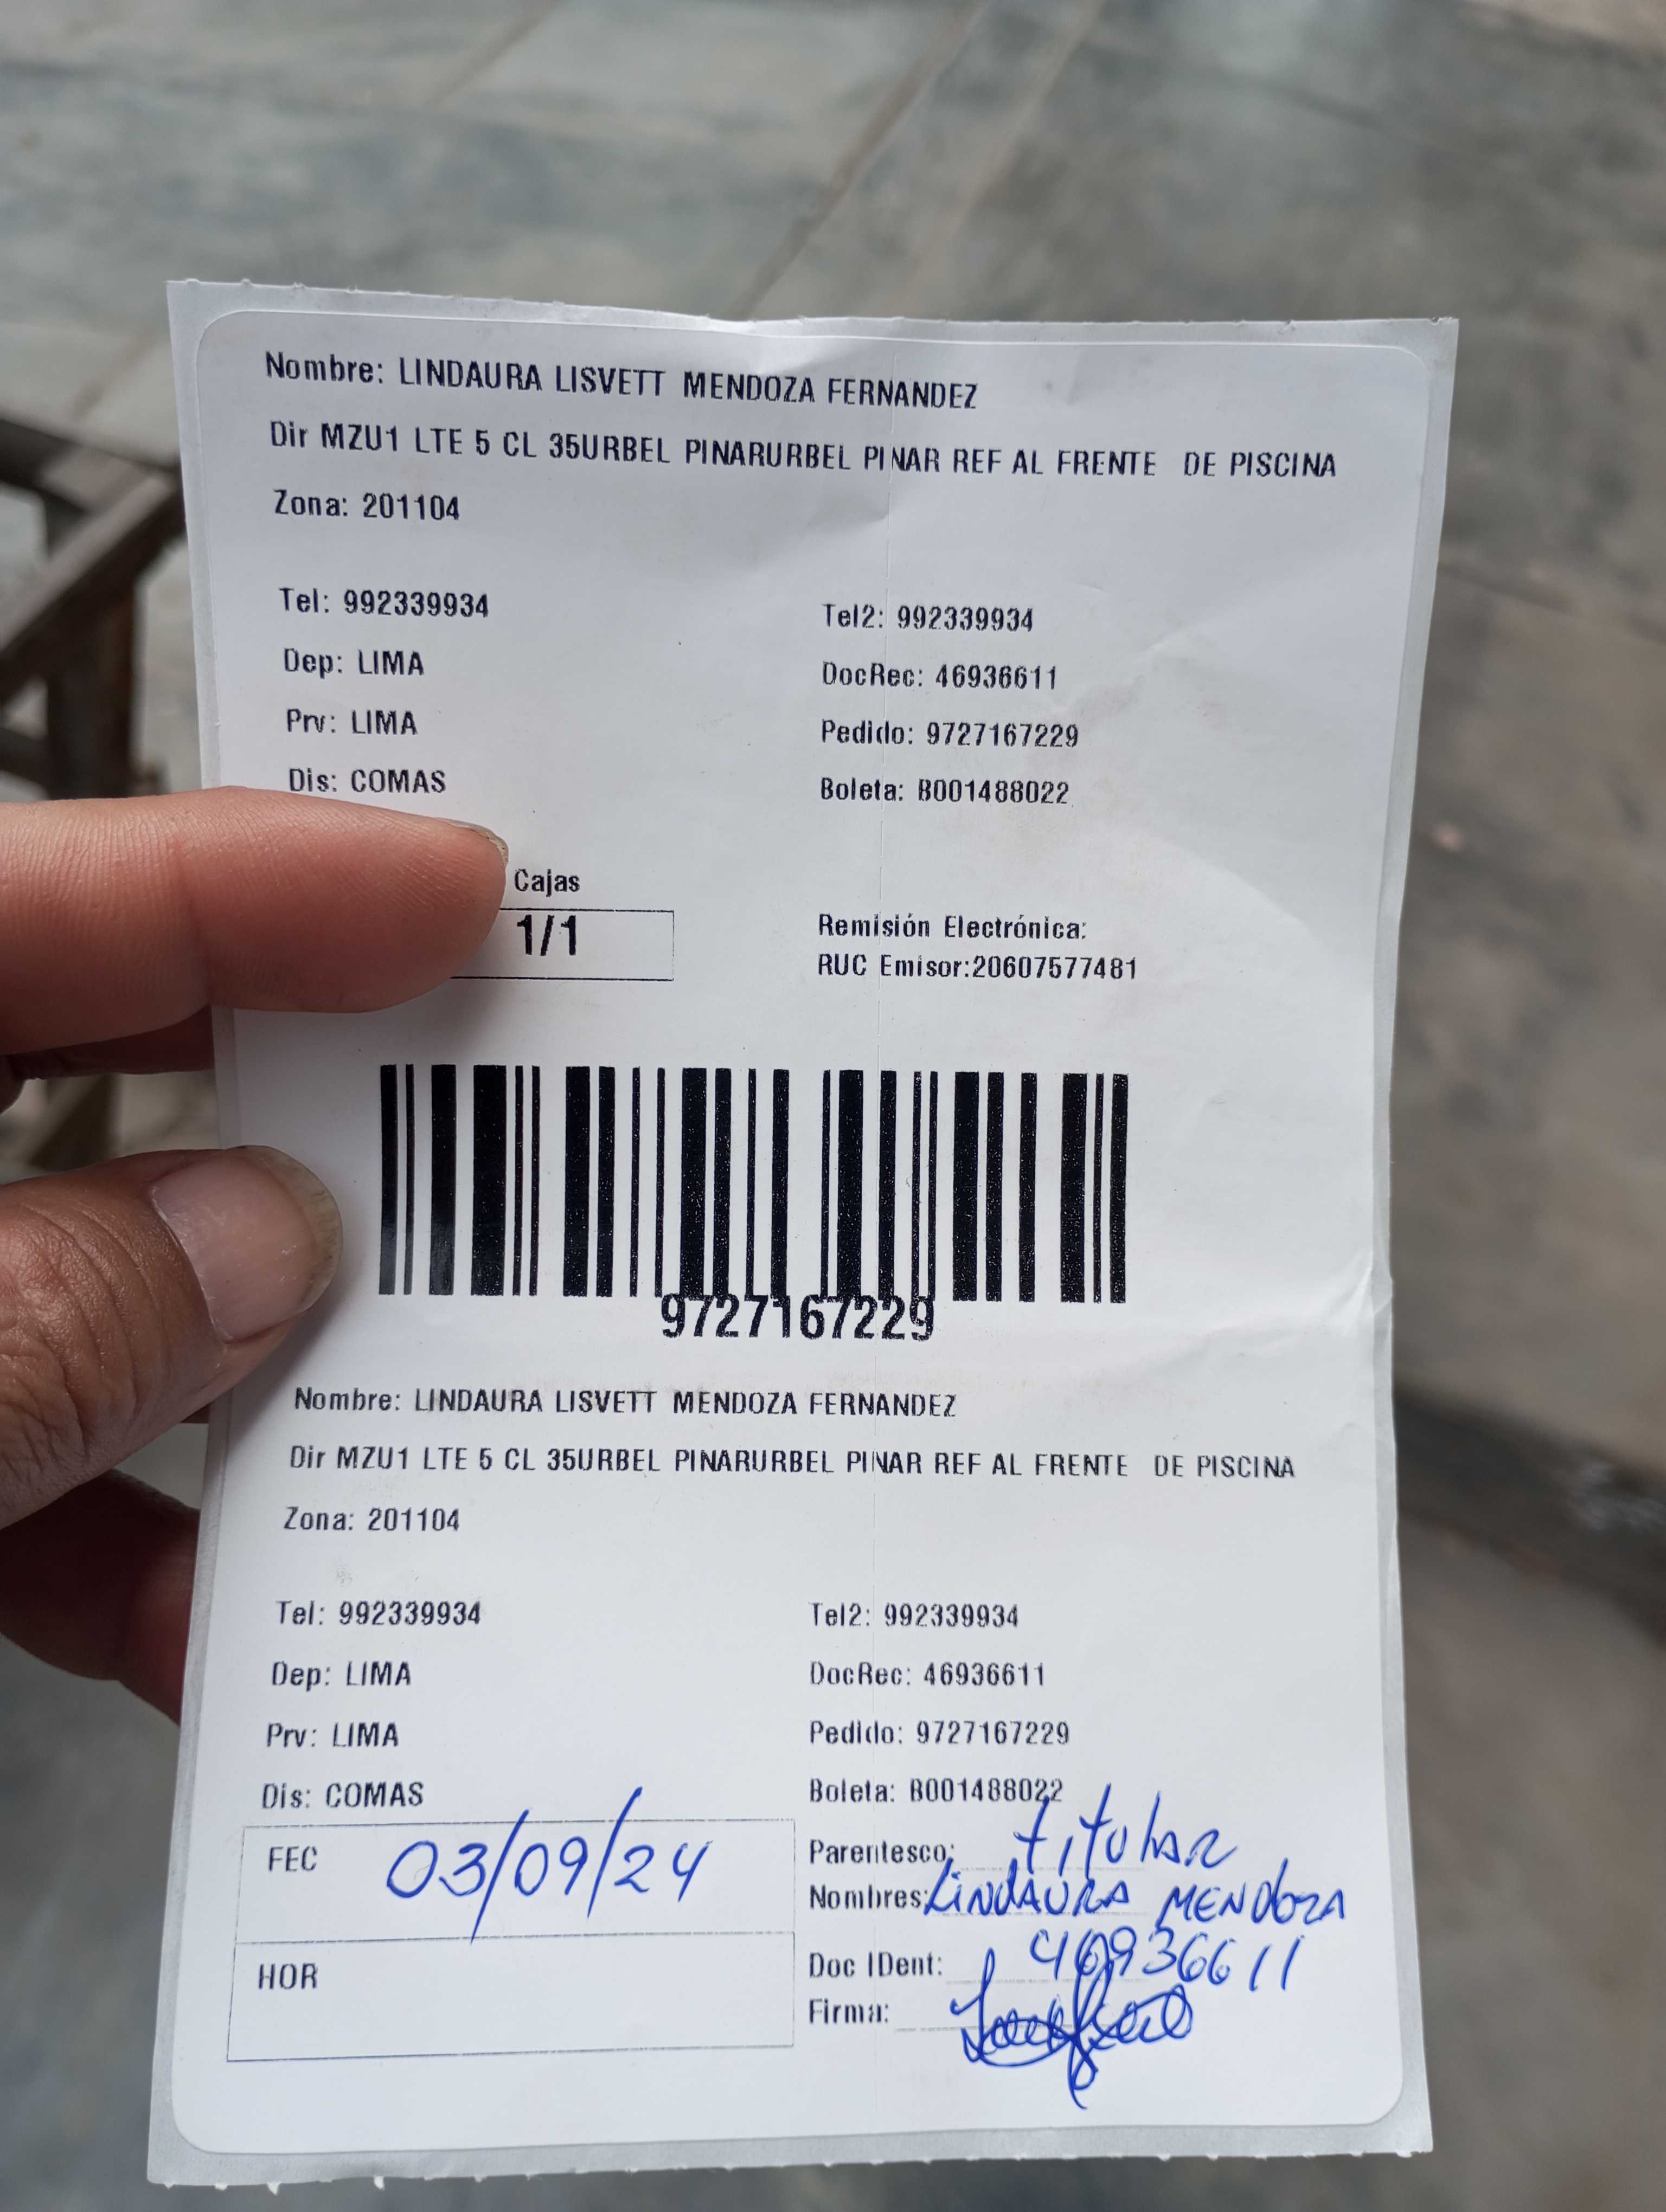 Nombre: LINDAURA LISVETT MENDOZA FERNANDEZ
Dir MZU1 LTE 5 CL 35URBEL PINARURBEL PINAR REF AL FRENTE DE PISCINA
Zona: 201104
Tel: 992339934 Tel2: 992339934
Dep: LIMA DocRec: 46936611
Prv: LIMA Pedido: 9727167229
Dis: COMAS Boleta: B001488022
Cajas
1/1
Remisión Electrónica:
RUC Emisor:20607577481
9727167229
Nombre: LINDAURA LISVETT MENDOZA FERNANDEZ
Dir MZU1 LTE 5 CL 35URBEL PINARURBEL PINAR REF AL FRENTE DE PISCINA
Zona: 201104
Tel: 992339934 Tel2: 992339934
Dep: LIMA DocRec: 46936611
Prv: LIMA Pedido: 9727167229
Dis: COMAS Boleta: B001488022
FEC 03/09/24
HOR
Parentesco: titular
Nombres: LINDAURA MENDOZA
Doc IDent: 46936611
Firma: